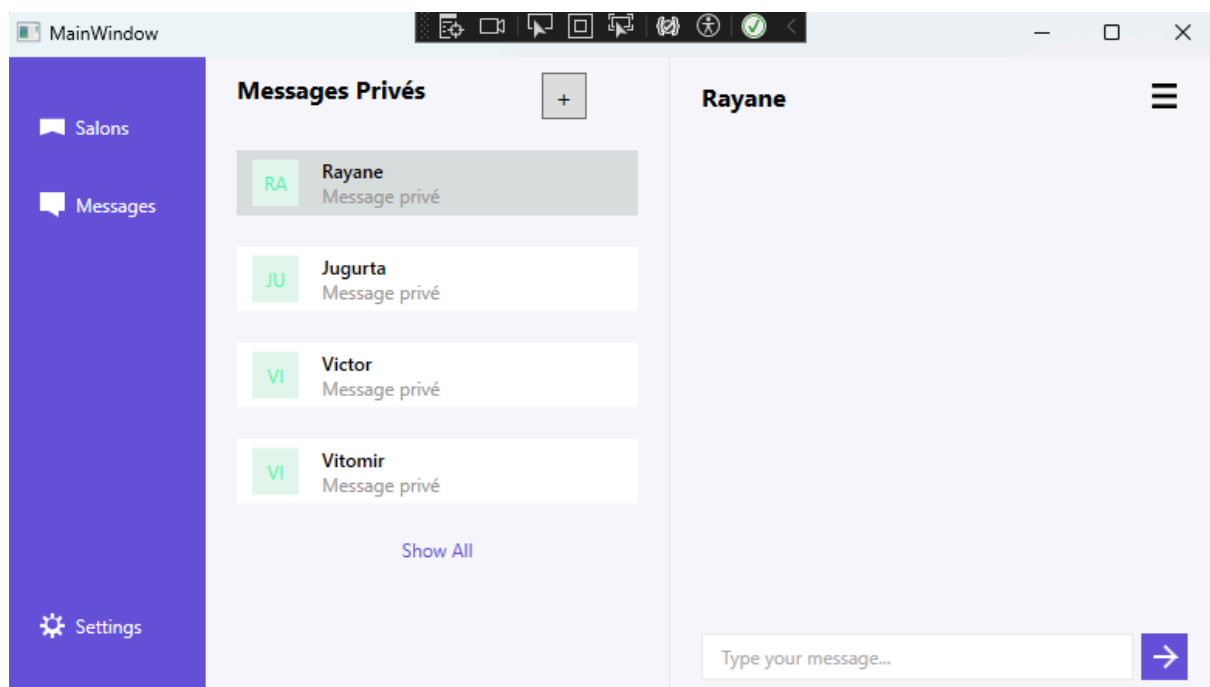 MainWindow
Salons
Messages
Settings
Messages Privés
+
RA
Rayane
Message privé
JU
Jugurta
Message privé
VI
Victor
Message privé
VI
Vitomir
Message privé
Show All
Rayane
Type your message...